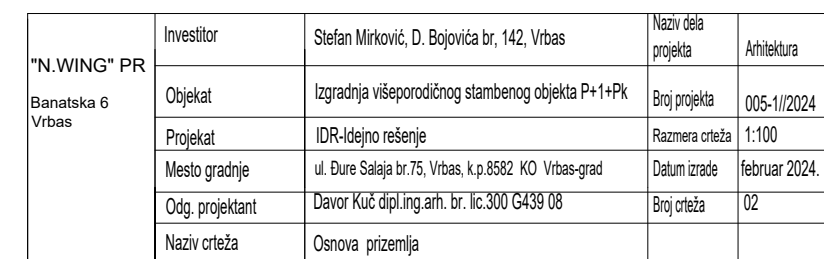 "N.WING" PR
Banatska 6
Vrbas
Investitor
Stefan Mirković, D. Bojovića br, 142, Vrbas
Naziv dela
projekta
Arhitektura
Objekat
Izgradnja višeporodičnog stambenog objekta P+1+Pk
Broj projekta
005-1//2024
Projekat
IDR-Idejno rešenje
Razmera crteža
1:100
Mesto gradnje
ul. Đure Salaja br.75, Vrbas, k.p.8582 KO Vrbas-grad
Datum izrade
februar 2024.
Odg. projektant
Davor Kuč dipl.ing.arh. br. lic.300 G439 08
Broj crteža
02
Naziv crteža
Osnova prizemlja